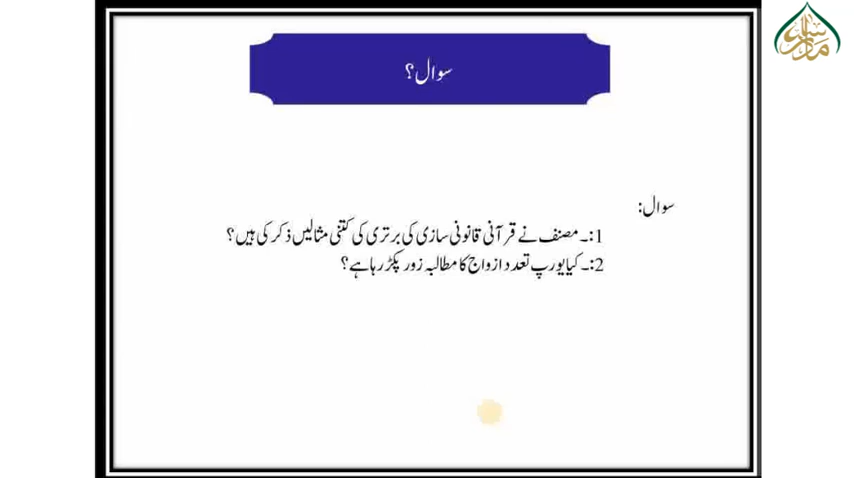 سوال؟
سوال:
1:۔ مصنف نے قرآنی قانونی سازی کی برتری کی کتنی مثالیں ذکر کی ہیں؟
2:۔ کیا یورپ تعدد ازواج کا مطالبہ زور پکڑ رہا ہے؟